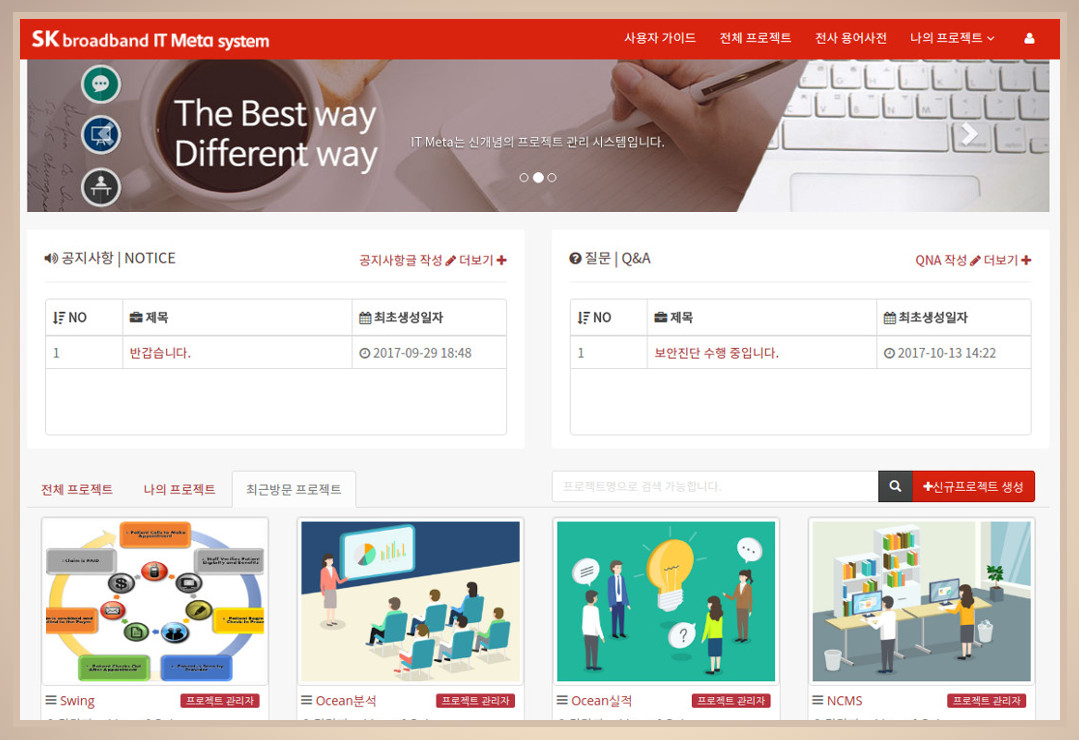 SK broadband IT Meta system
사용자 가이드 전체 프로젝트 전사 용어사전 나의 프로젝트
The Best way
Different way
IT Meta는 신개념의 프로젝트 관리 시스템입니다.
공지사항 | NOTICE 공지사항글 작성 더보기
NO 제목 최초생성일자
1 반갑습니다. 2017-09-29 18:48
질문 | Q&A QNA 작성 더보기
NO 제목 최초생성일자
1 보안진단 수행 중입니다. 2017-10-13 14:22
전체 프로젝트 나의 프로젝트 최근방문 프로젝트
프로젝트명으로 검색 가능합니다. 신규프로젝트 생성
Swing 프로젝트 관리자
Ocean분석 프로젝트 관리자
Ocean실적 프로젝트 관리자
NCMS 프로젝트 관리자